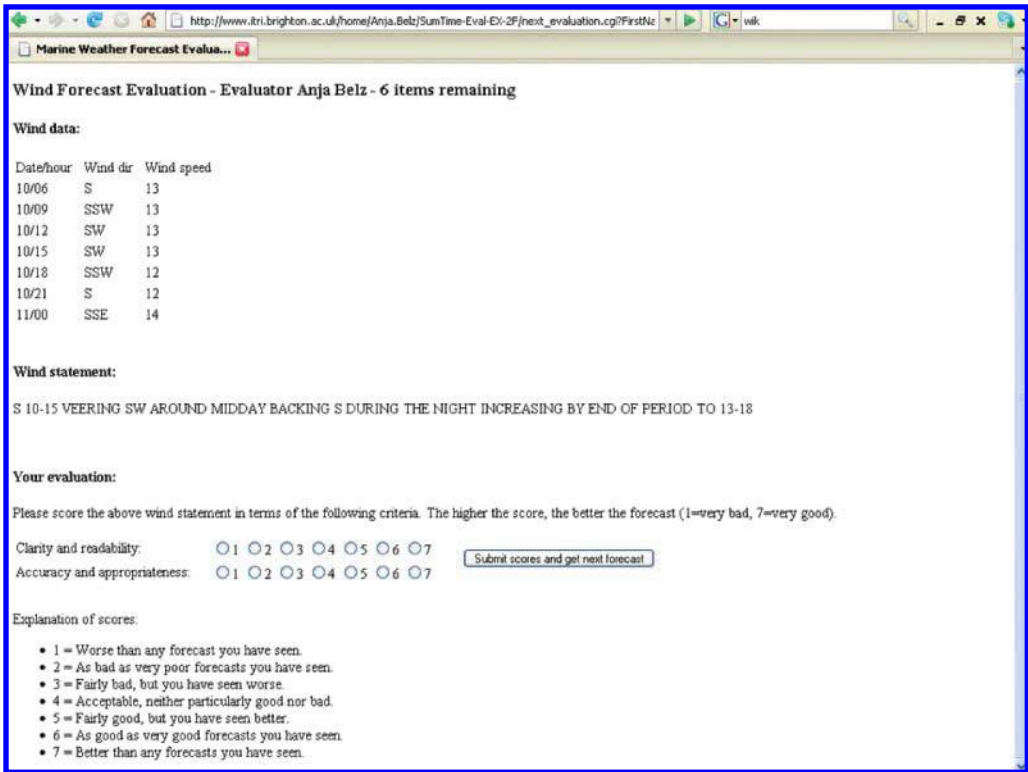 http://www.itri.brighton.ac.uk/home/Anja.Belz/SumTime-Eval-EX-2F/next_evaluation.cgi?FirstNa
wik
Marine Weather Forecast Evalua...
Wind Forecast Evaluation - Evaluator Anja Belz - 6 items remaining
Wind data:
Date/hour Wind dir Wind speed
10/06 S 13
10/09 SSW 13
10/12 SW 13
10/15 SW 13
10/18 SSW 12
10/21 S 12
11/00 SSE 14
Wind statement:
S 10-15 VEERING SW AROUND MIDDAY BACKING S DURING THE NIGHT INCREASING BY END OF PERIOD TO 13-18
Your evaluation:
Please score the above wind statement in terms of the following criteria. The higher the score, the better the forecast (1=very bad, 7=very good).
Clarity and readability: 1 2 3 4 5 6 7
Submit scores and get next forecast
Accuracy and appropriateness: 1 2 3 4 5 6 7
Explanation of scores:
• 1 = Worse than any forecast you have seen.
• 2 = As bad as very poor forecasts you have seen.
• 3 = Fairly bad, but you have seen worse.
• 4 = Acceptable, neither particularly good nor bad.
• 5 = Fairly good, but you have seen better.
• 6 = As good as very good forecasts you have seen.
• 7 = Better than any forecasts you have seen.